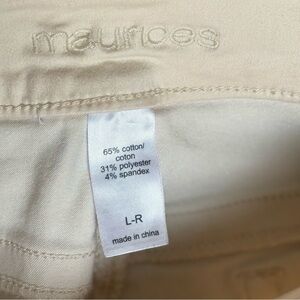 maurices
65% cotton/
coton
31% polyester
4% spandex
L-R
made in china